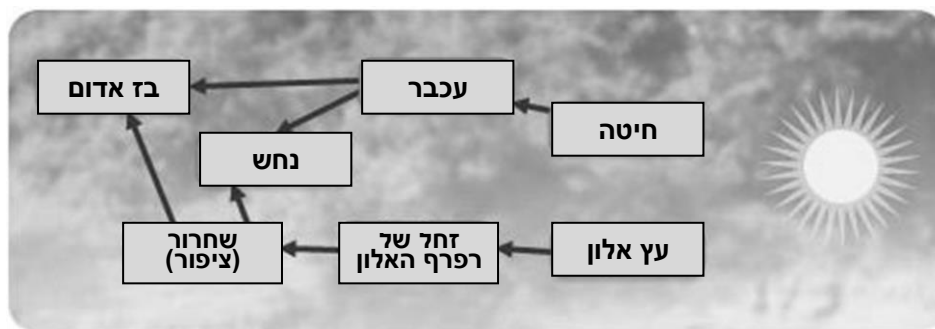 בז אדום
עכבר
חיטה
נחש
שחרור
(ציפור)
זחל של
רפרף האלון
עץ אלון